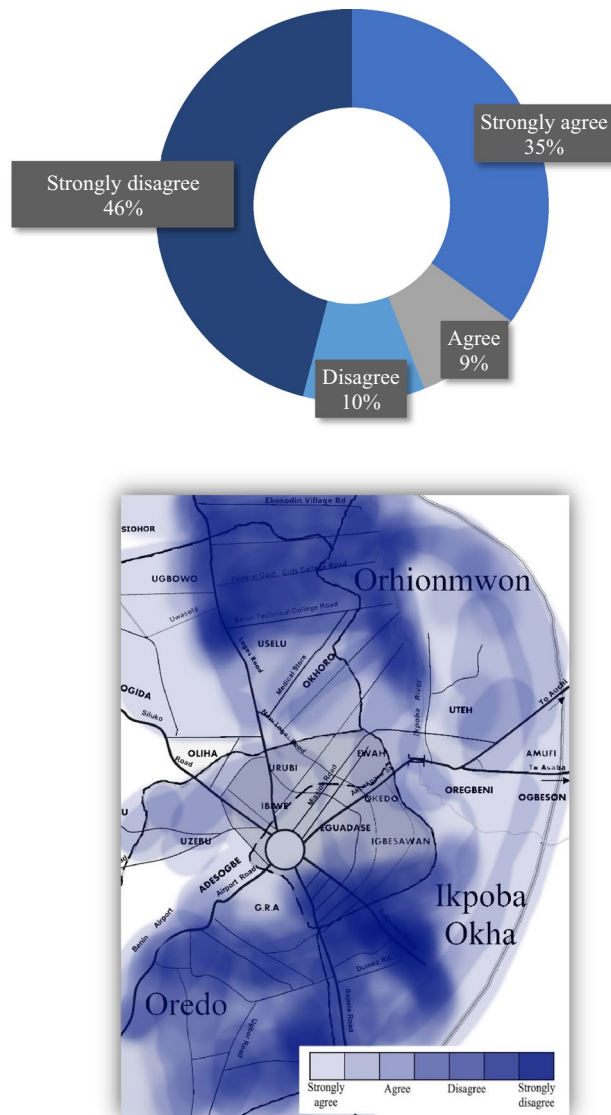 Strongly agree
35%
Strongly disagree
46%
Agree
9%
Disagree
10%
Ekosodin Village Rd
SIOHOR
UGBOWO
Federal Govt. Girls College Road
Orhionmwon
Uwasota
Benin Technical College Road
USELU
Lagos Road
Medical Store
OKHORO
OGIDA
Siluko
Road
New Lagos Road
Ikpoba River
UTEH
To Auchi
OLIHA
URUBI
EWAH
AMUFI
To Asaba
Mission Road
IBIWE
OKEDO
OREGBENI
OGBESON
U
UZEBU
EGUADASE
IGBESAWAN
ADESOGBE
Airport Road
G.R.A
Ikpoba
Okha
Benin Airport
Dumez Rd.
Oredo
Sapele Road
Ugbor Road
Strongly
agree
Agree
Disagree
Strongly
disagree